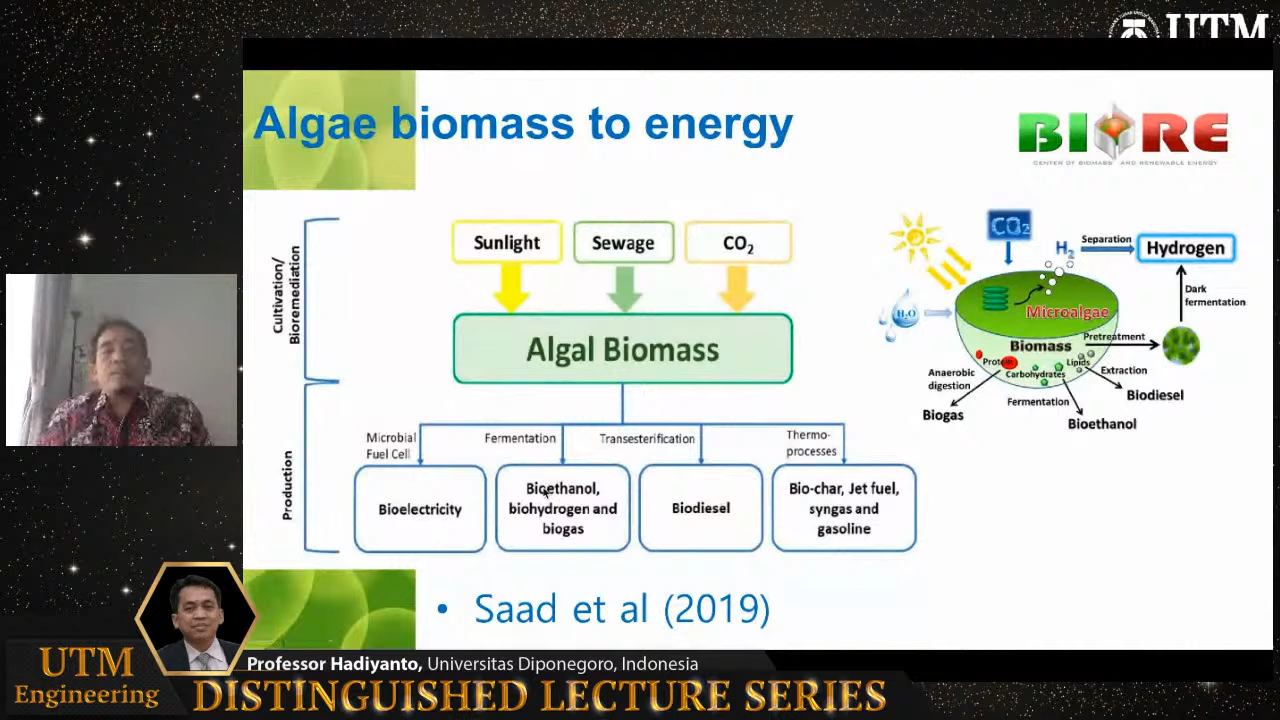 UTM
Algae biomass to energy
BIORE
CENTER OF BIOMASS AND RENEWABLE ENERGY
Cultivation/
Bioremediation
Sunlight
Sewage
CO₂
Algal Biomass
Production
Microbial
Fuel Cell
Fermentation
Transesterification
Thermo-
processes
Bioelectricity
Bioethanol,
biohydrogen and
biogas
Biodiesel
Bio-char, Jet fuel,
syngas and
gasoline
CO₂
H₂
Separation
Hydrogen
H₂O
Microalgae
Dark
fermentation
Biomass
Pretreatment
Protein
Carbohydrates
Lipids
Anaerobic
digestion
Extraction
Biogas
Fermentation
Biodiesel
Bioethanol
• Saad et al (2019)
Professor Hadiyanto, Universitas Diponegoro, Indonesia
UTM
Engineering
DISTINGUISHED LECTURE SERIES